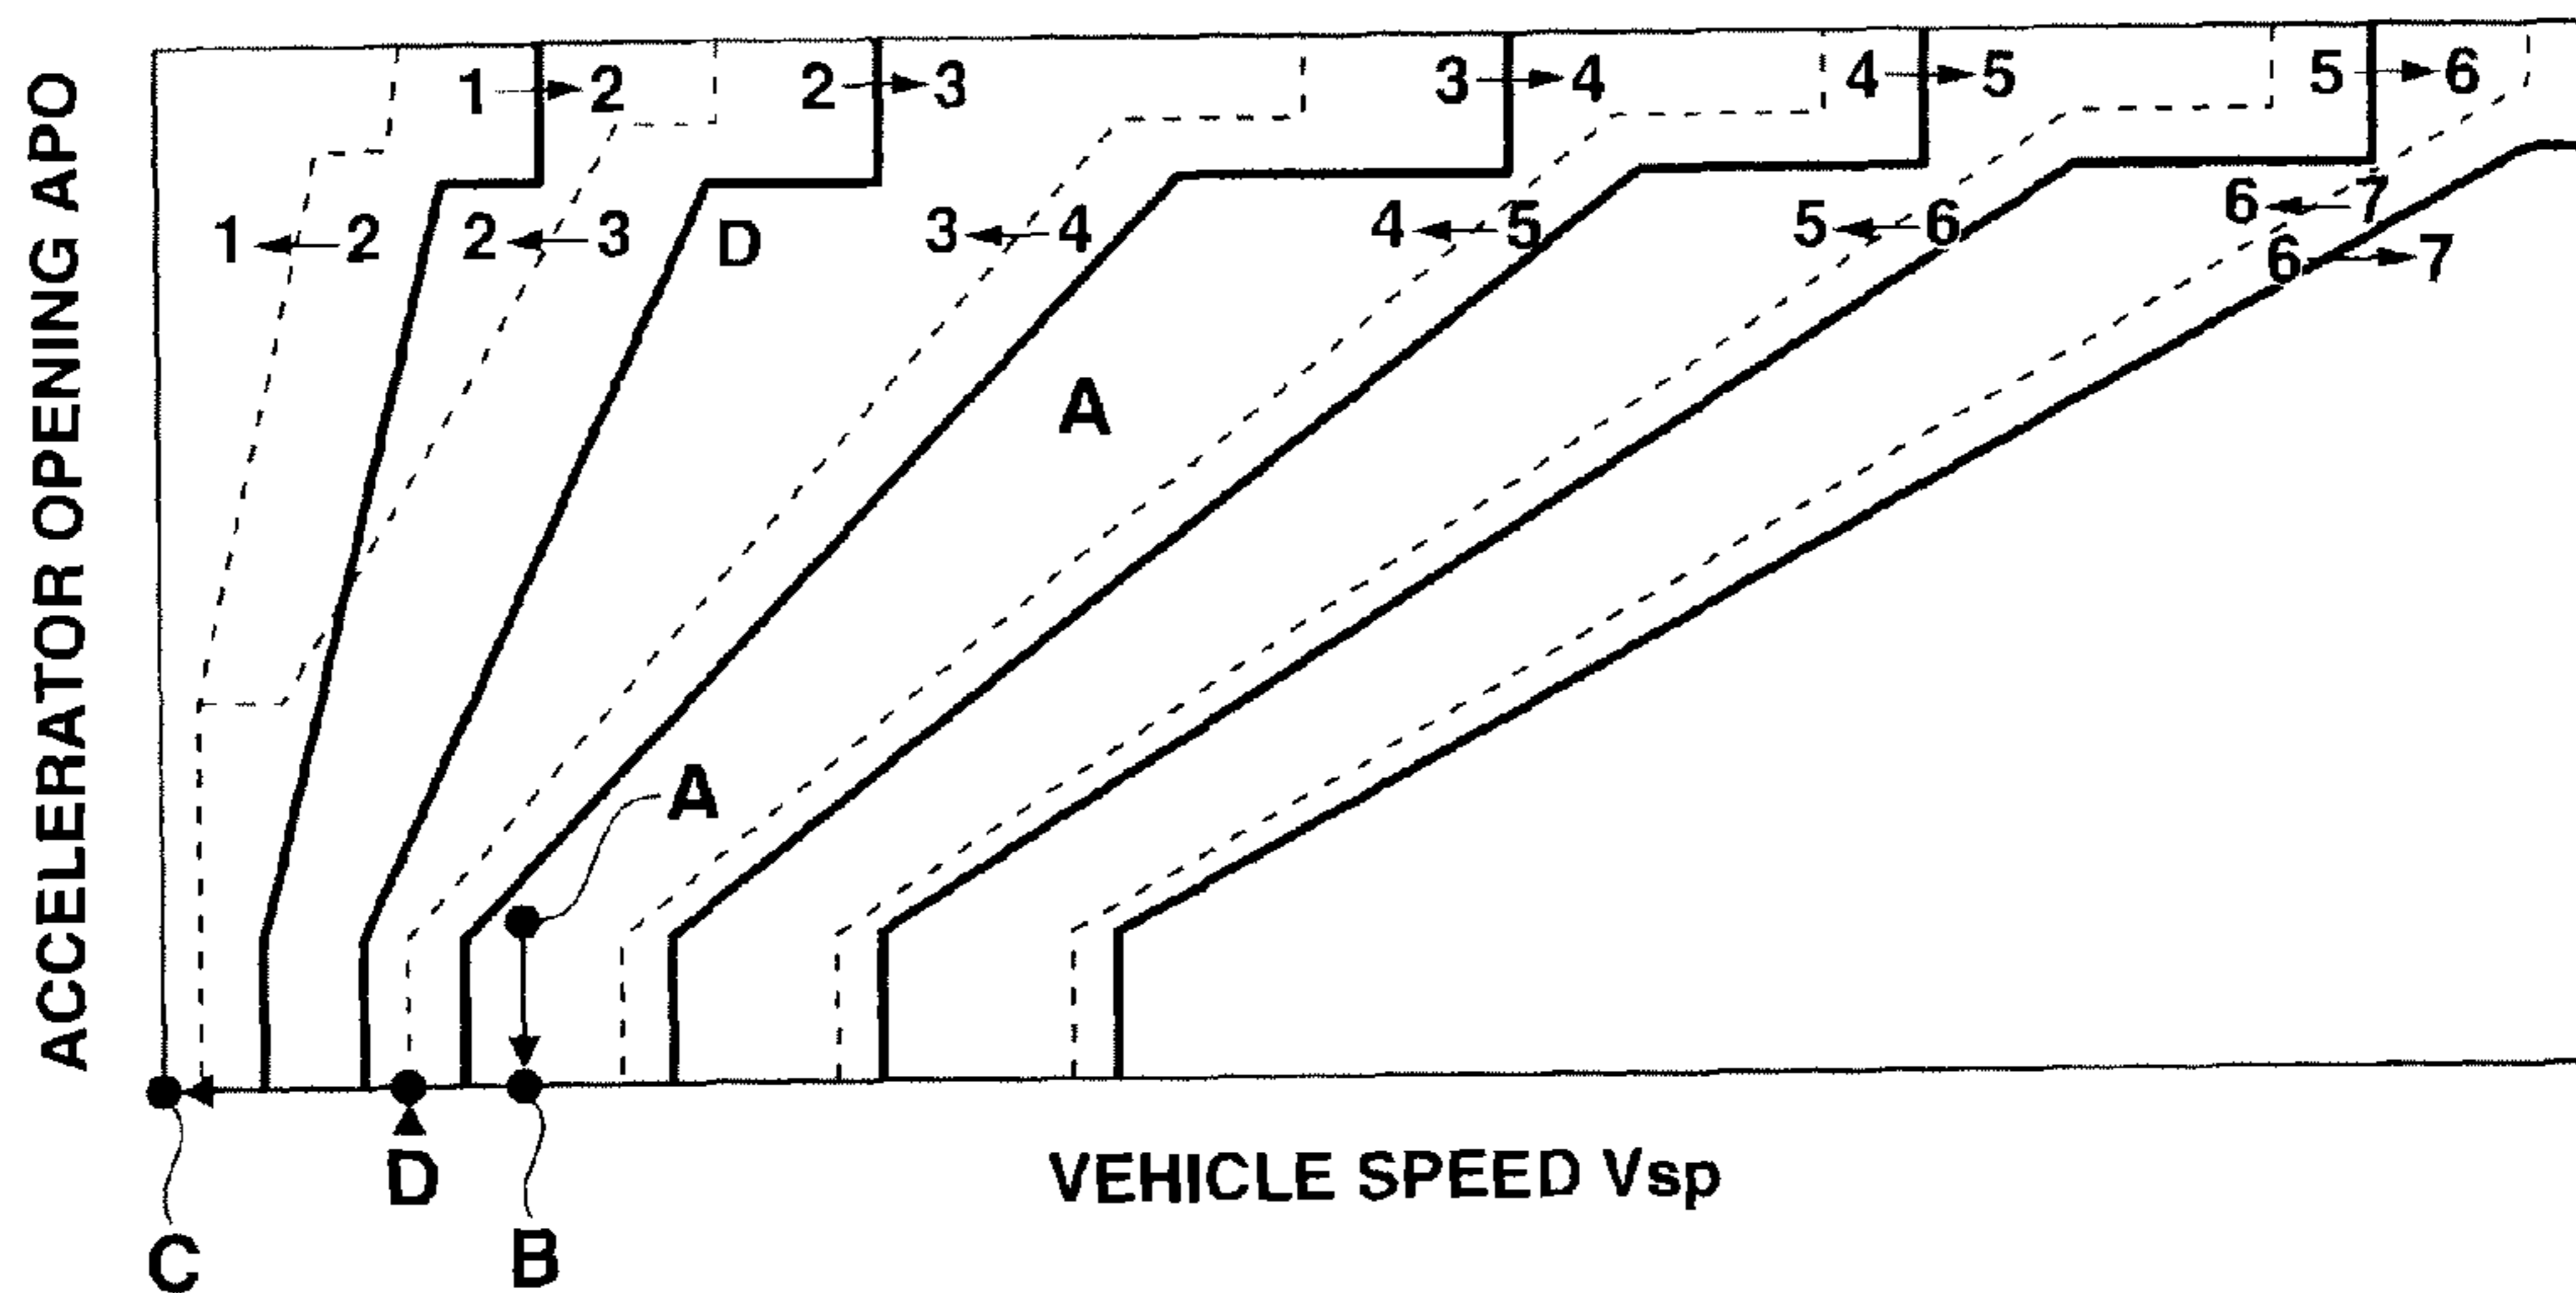 ACCELERATOR OPENING APO
1→2
2→3
3→4
4→5
5→6
1←2
2←3
D
3←4
4←5
5←6
6←7
6→7
A
A
D
C
B
VEHICLE SPEED Vsp